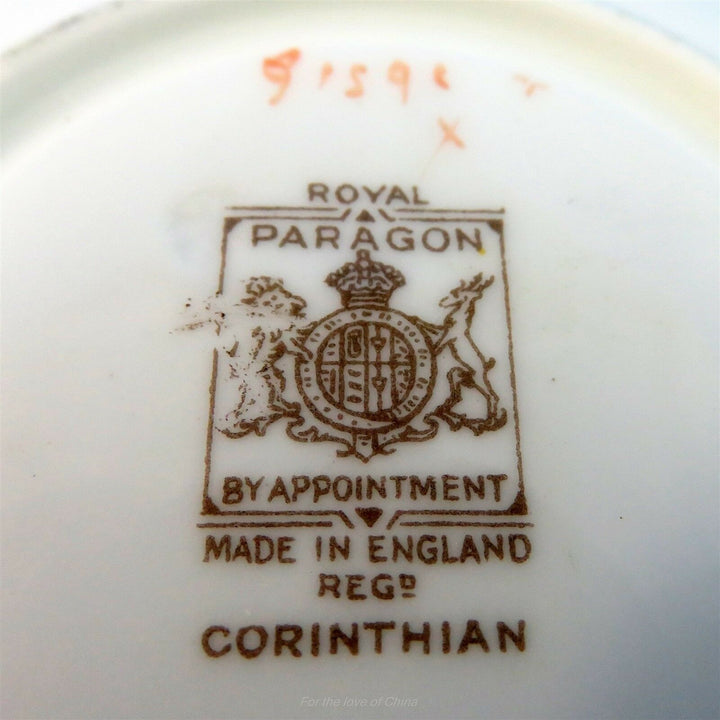 X
ROYAL
PARAGON
BY APPOINTMENT
MADE IN ENGLAND
REGD
CORINTHIAN
For the love of China